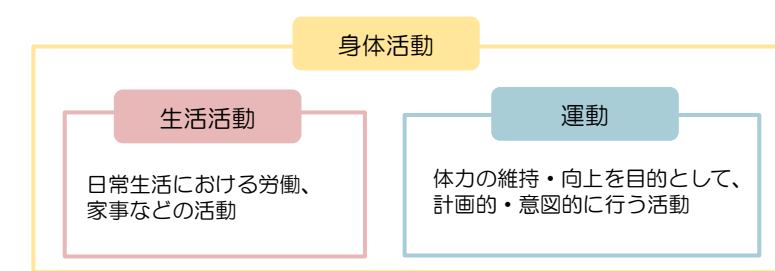 身体活動
生活活動
日常生活における労働、
家事などの活動
運動
体力の維持・向上を目的として、
計画的・意図的に行う活動